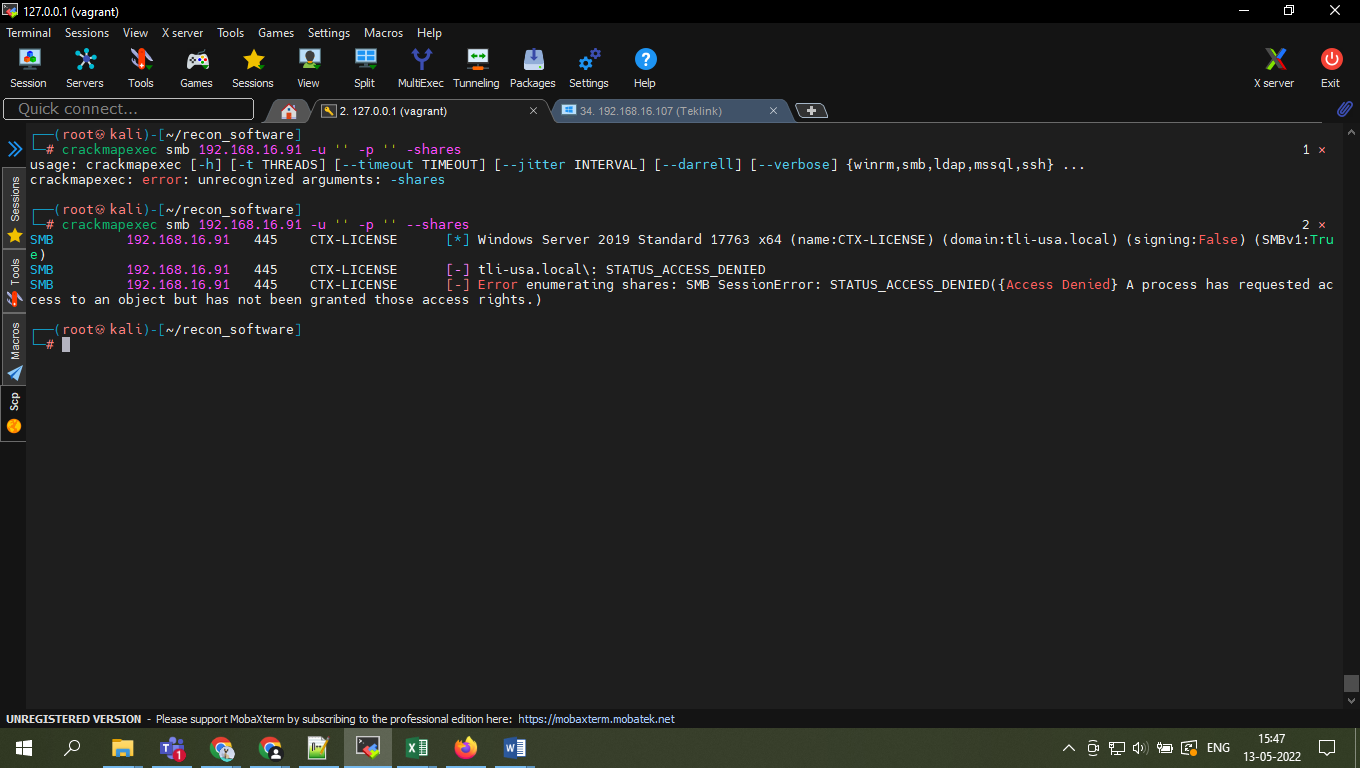 127.0.0.1 (vagrant)
Terminal Sessions View X server Tools Games Settings Macros Help
Session Servers Tools Games Sessions View Split MultiExec Tunneling Packages Settings Help X server Exit
Quick connect...
2. 127.0.0.1 (vagrant)
34. 192.168.16.107 (Teklink)
Sessions
Tools
Macros
Scp
┌──(root💀kali)-[~/recon_software]
└─# crackmapexec smb 192.168.16.91 -u '' -p '' -shares 1 ⨯
usage: crackmapexec [-h] [-t THREADS] [--timeout TIMEOUT] [--jitter INTERVAL] [--darrell] [--verbose] {winrm,smb,ldap,mssql,ssh} ...
crackmapexec: error: unrecognized arguments: -shares
┌──(root💀kali)-[~/recon_software]
└─# crackmapexec smb 192.168.16.91 -u '' -p '' --shares 2 ⨯
SMB 192.168.16.91 445 CTX-LICENSE [*] Windows Server 2019 Standard 17763 x64 (name:CTX-LICENSE) (domain:tli-usa.local) (signing:False) (SMBv1:Tru
e)
SMB 192.168.16.91 445 CTX-LICENSE [-] tli-usa.local\: STATUS_ACCESS_DENIED
SMB 192.168.16.91 445 CTX-LICENSE [-] Error enumerating shares: SMB SessionError: STATUS_ACCESS_DENIED({Access Denied} A process has requested ac
cess to an object but has not been granted those access rights.)
┌──(root💀kali)-[~/recon_software]
└─#
UNREGISTERED VERSION - Please support MobaXterm by subscribing to the professional edition here: https://mobaxterm.mobatek.net
ENG
15:47
13-05-2022